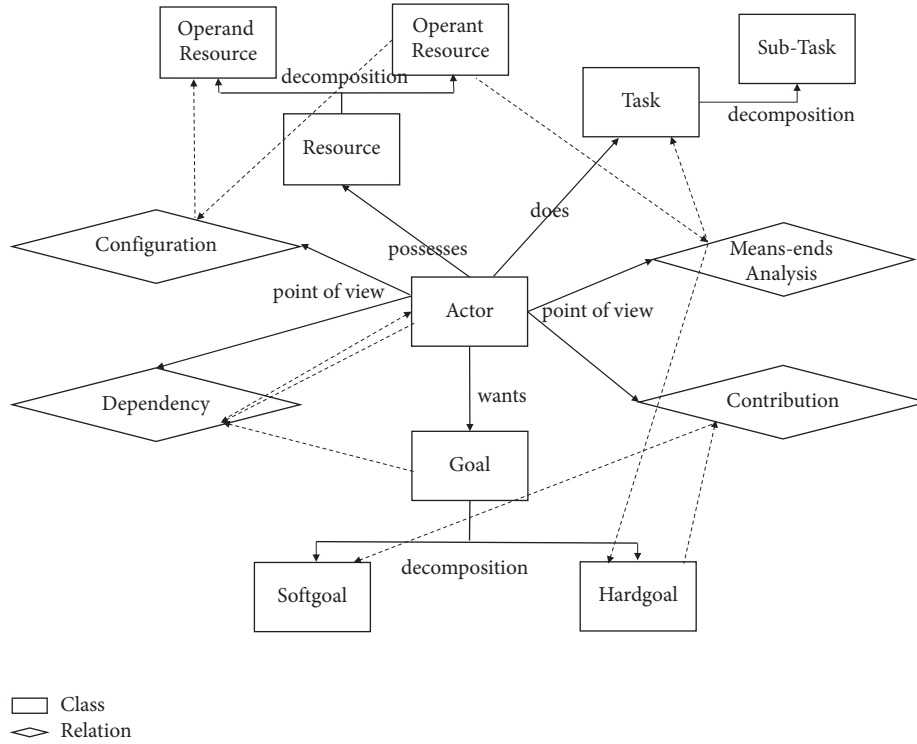 Operand
Resource
Operant
Resource
Sub-Task
decomposition
Task
decomposition
Resource
does
Configuration
possesses
Means-ends
Analysis
point of view
Actor
point of view
Dependency
wants
Contribution
Goal
decomposition
Softgoal
Hardgoal
Class
Relation